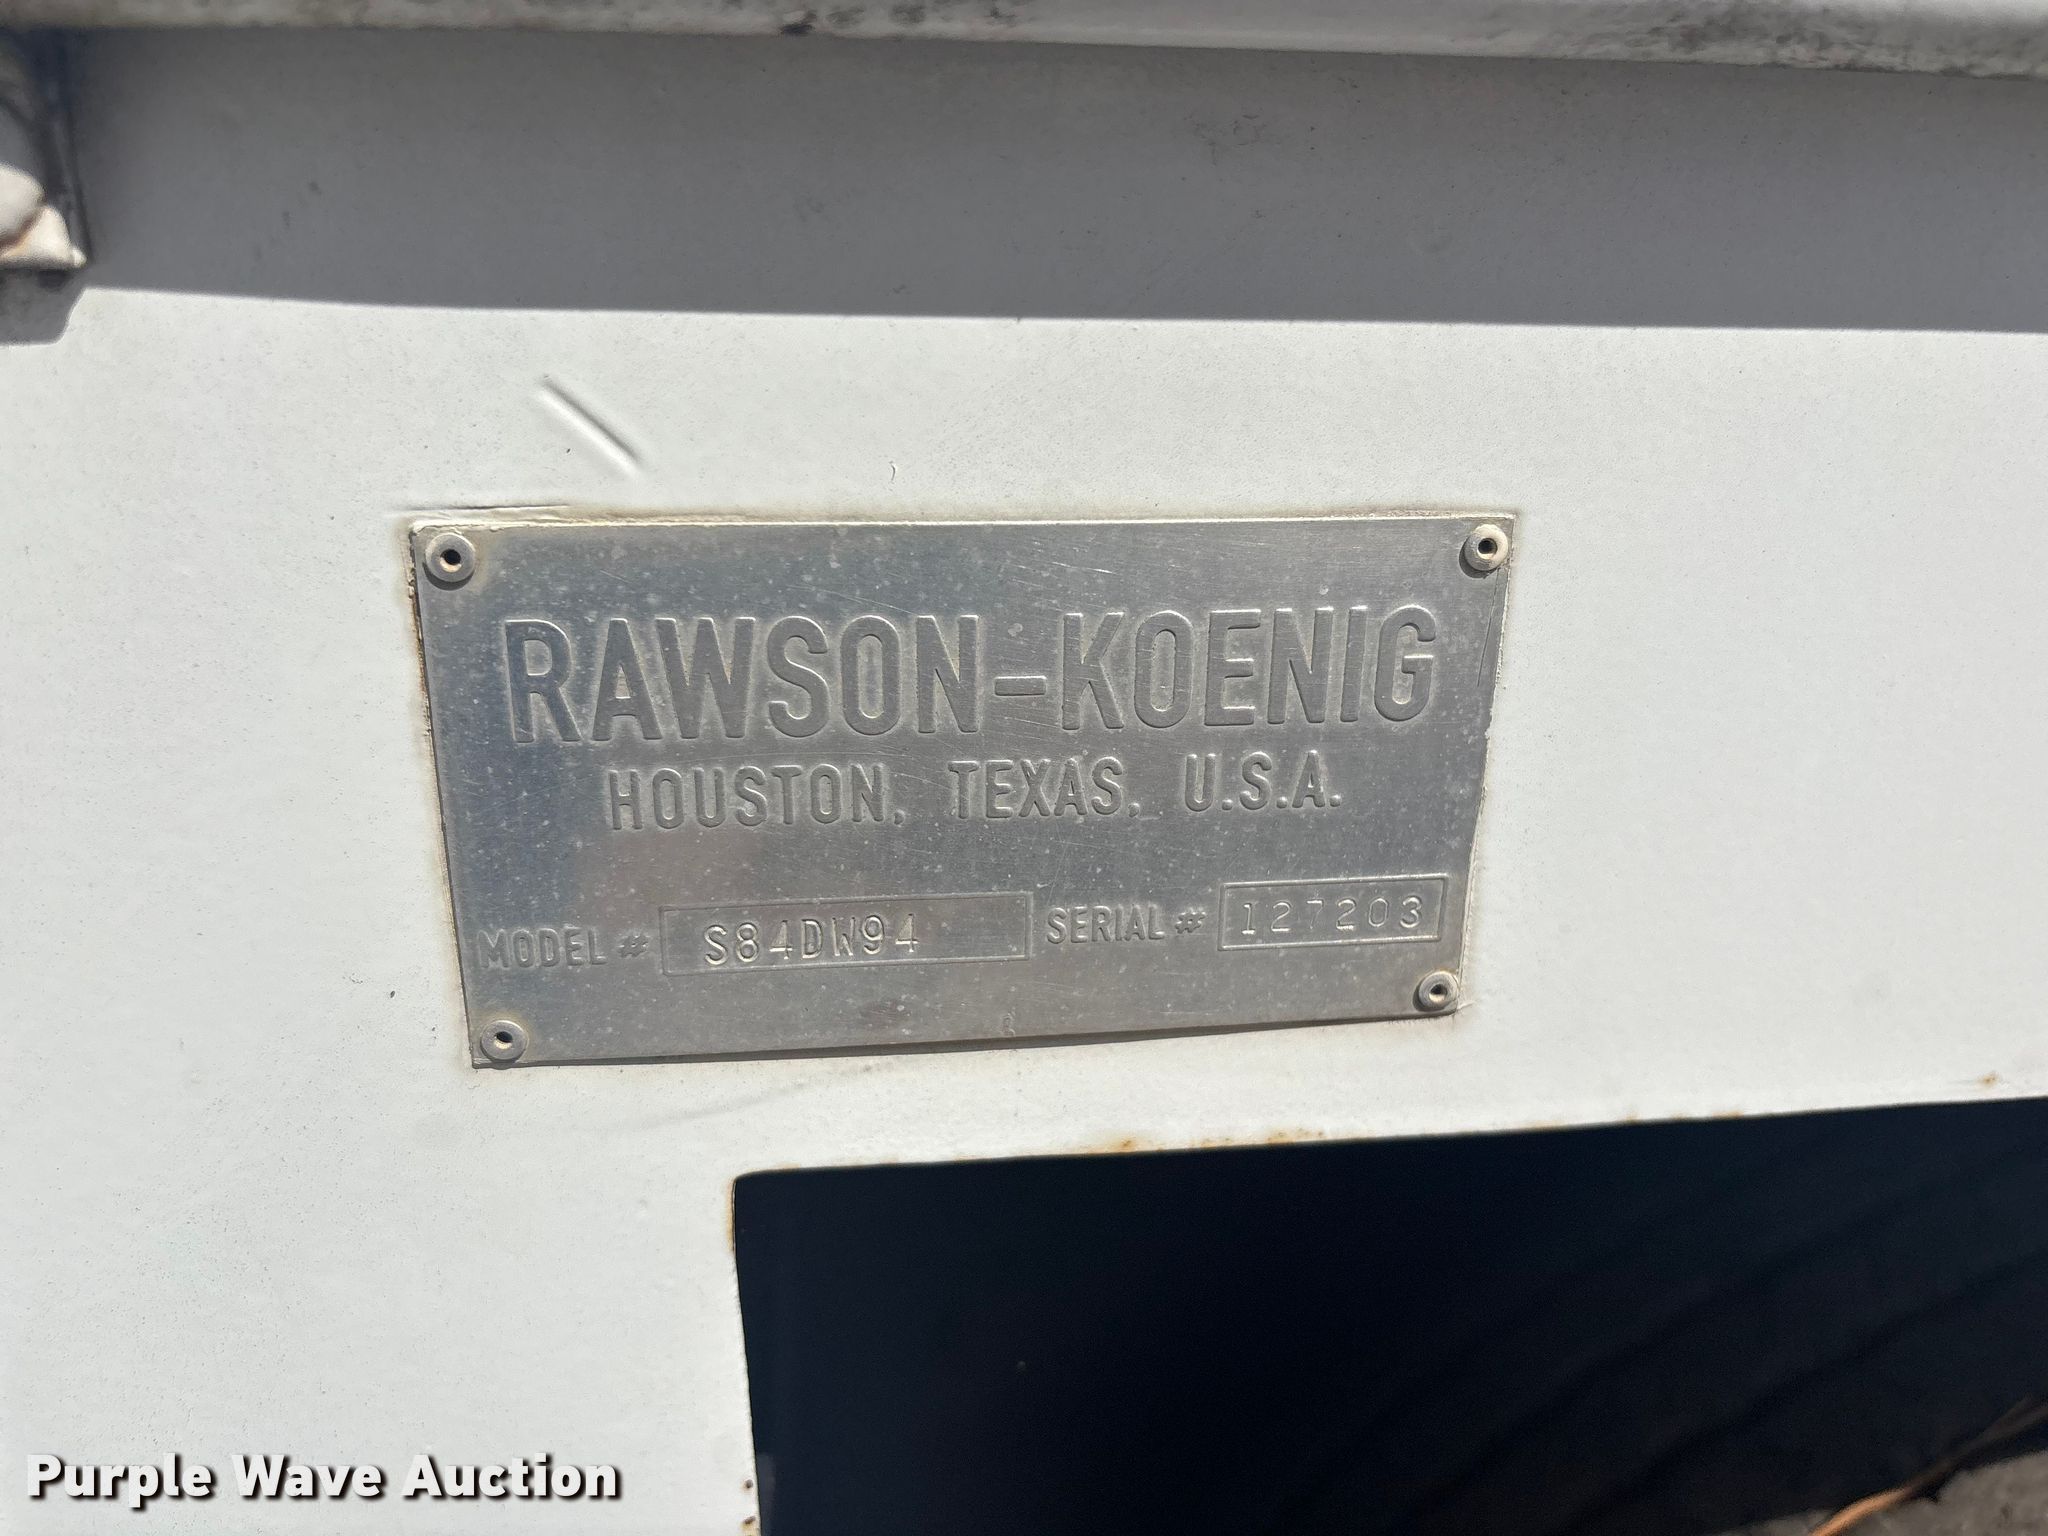 RAWSON-KOENIG
HOUSTON, TEXAS, U.S.A.
MODEL # S84DW94 SERIAL # 127203
Purple Wave Auction